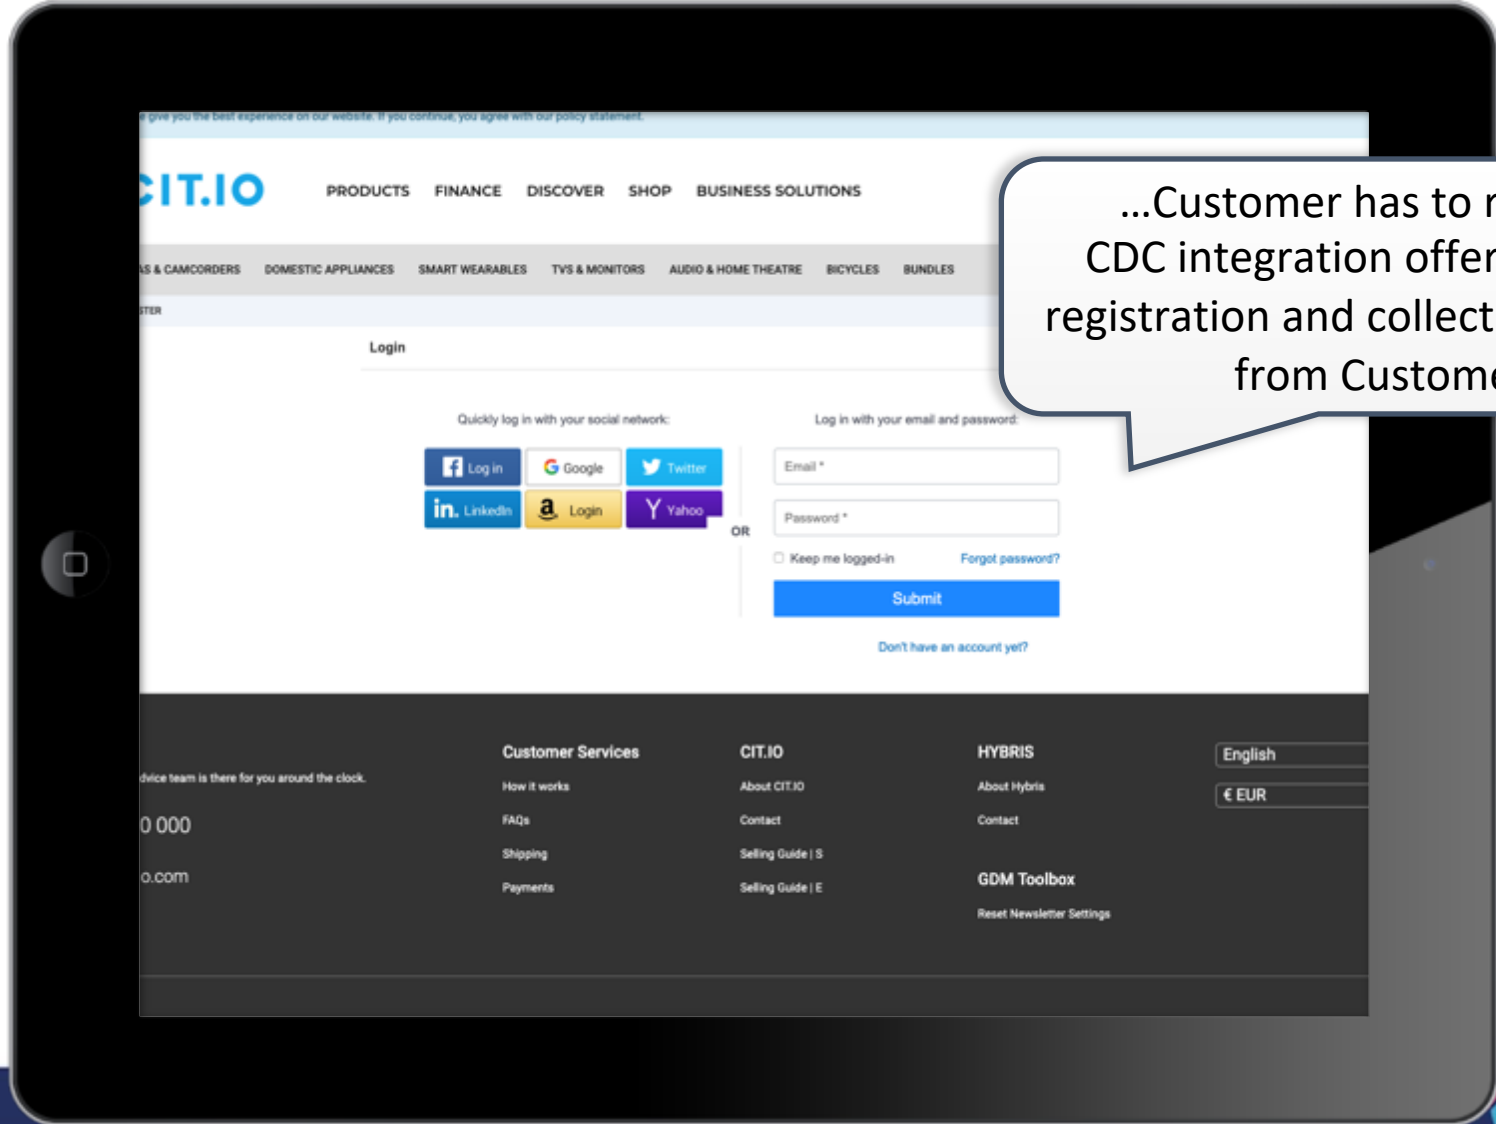 give you the best experience on our website. If you continue, you agree with our policy statement.
CIT.IO
PRODUCTS FINANCE DISCOVER SHOP BUSINESS SOLUTIONS
& CAMCORDERS DOMESTIC APPLIANCES SMART WEARABLES TVS & MONITORS AUDIO & HOME THEATRE BICYCLES BUNDLES
...Customer has to
CDC integration offer
registration and collect
from Custome
Login
Quickly log in with your social network:
Log in Google Twitter
in. LinkedIn Login Yahoo
OR
Log in with your email and password:
Email *
Password *
Keep me logged-in Forgot password?
Submit
Don't have an account yet?
dvice team is there for you around the clock.
0 000
o.com
Customer Services
How it works
FAQs
Shipping
Payments
CIT.IO
About CIT.IO
Contact
Selling Guide | S
Selling Guide | E
HYBRIS
About Hybris
Contact
GDM Toolbox
Reset Newsletter Settings
English
€ EUR